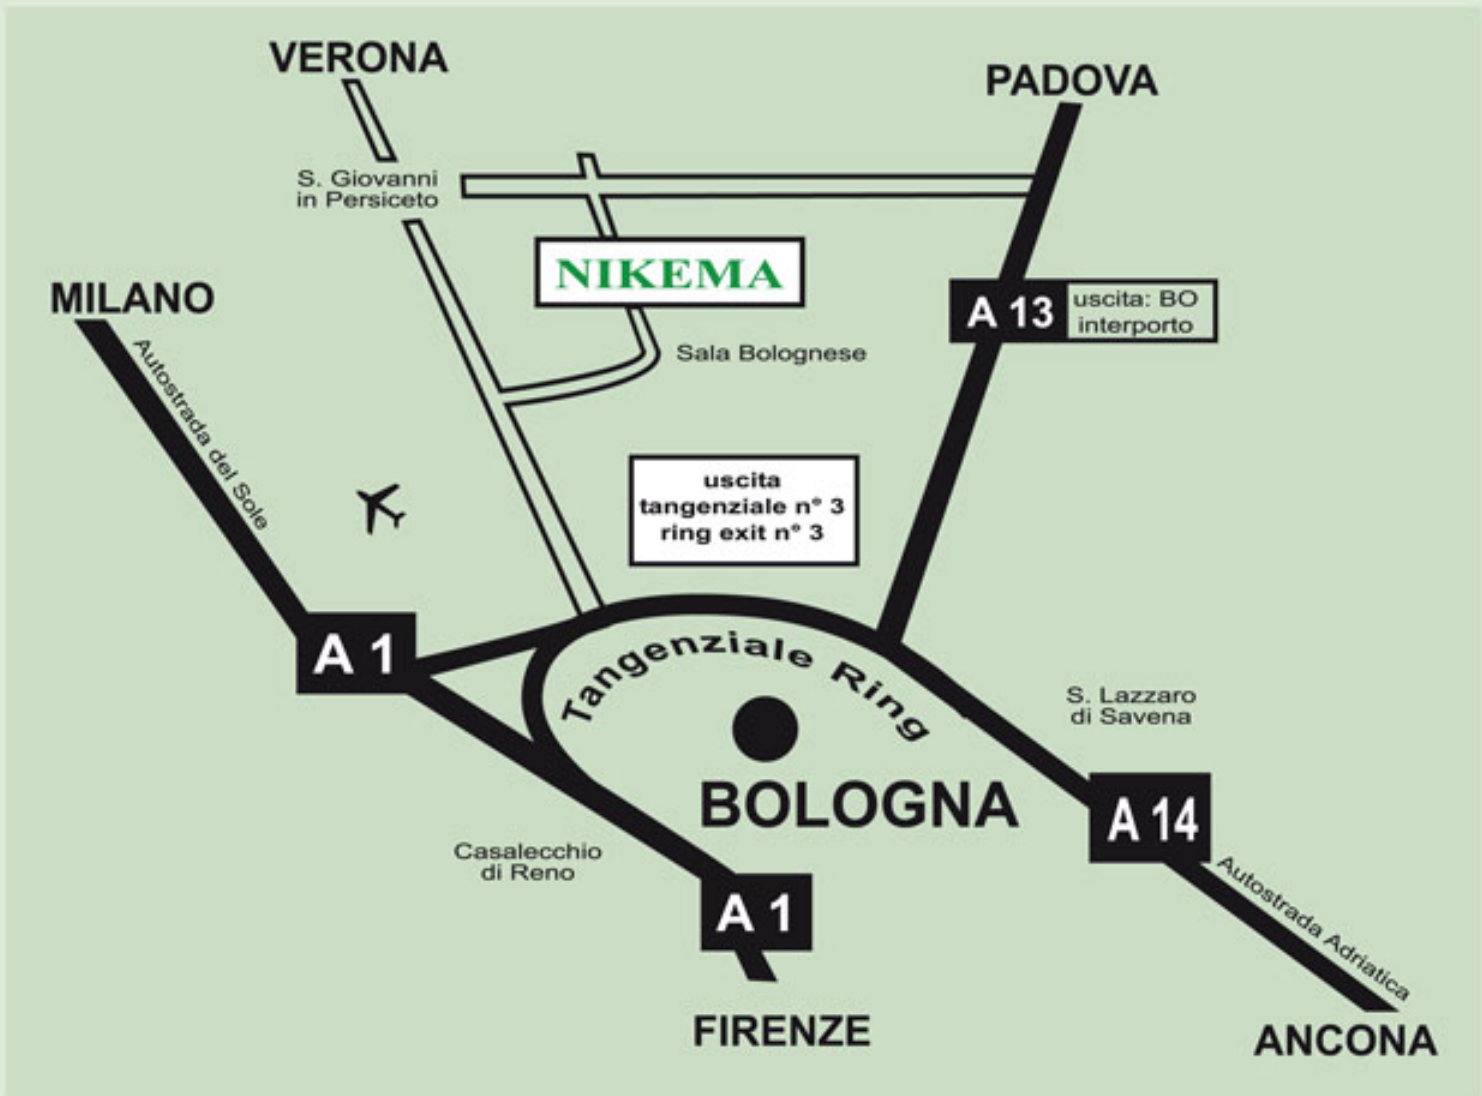 VERONA
PADOVA
S. Giovanni
in Persiceto
NIKEMA
MILANO
Autostrada del Sole
A 13
uscita: BO
interporto
Sala Bolognese
uscita
tangenziale n° 3
ring exit n° 3
A 1
Tangenziale Ring
S. Lazzaro
di Savena
BOLOGNA
A 14
Casalecchio
di Reno
A 1
Autostrada Adriatica
FIRENZE
ANCONA